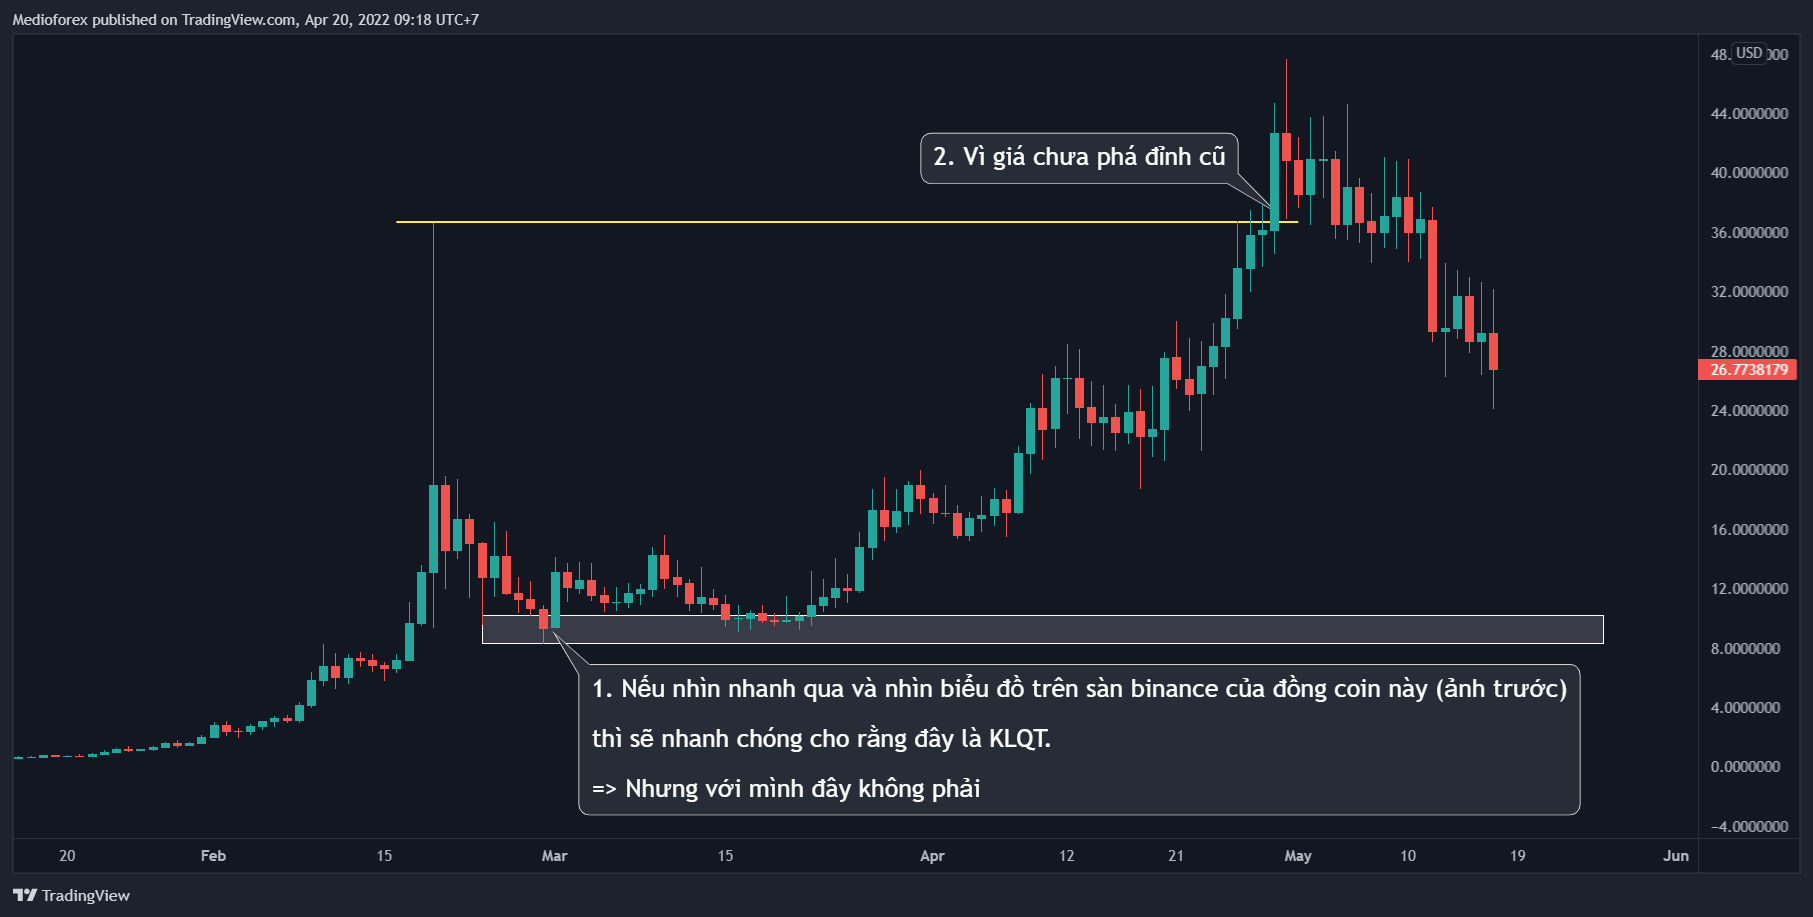 Medioforex published on TradingView.com, Apr 20, 2022 09:18 UTC+7
USD
44.0000000
40.0000000
36.0000000
32.0000000
28.0000000
26.7738179
24.0000000
20.0000000
16.0000000
12.0000000
8.0000000
4.0000000
0.0000000
−4.0000000
2. Vì giá chưa phá đỉnh cũ
1. Nếu nhìn nhanh qua và nhìn biểu đồ trên sàn binance của đồng coin này (ảnh trước)
thì sẽ nhanh chóng cho rằng đây là KLQT.
=> Nhưng với mình đây không phải
20 Feb 15 Mar 15 Apr 12 21 May 10 19 Jun
TradingView